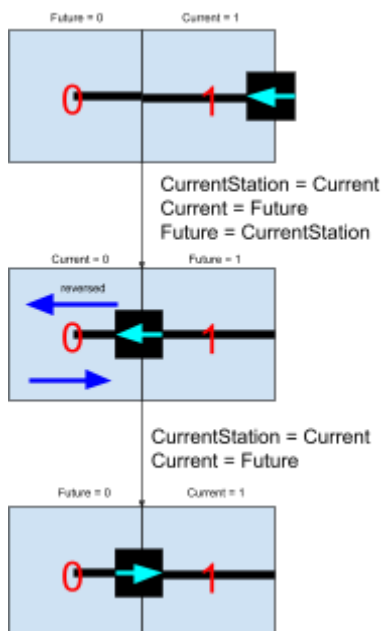 Future = 0 Current = 1
0 1
CurrentStation = Current
Current = Future
Future = CurrentStation
Current = 0 Future = 1
reversed
0 1
CurrentStation = Current
Current = Future
Future = 0 Current = 1
0 1